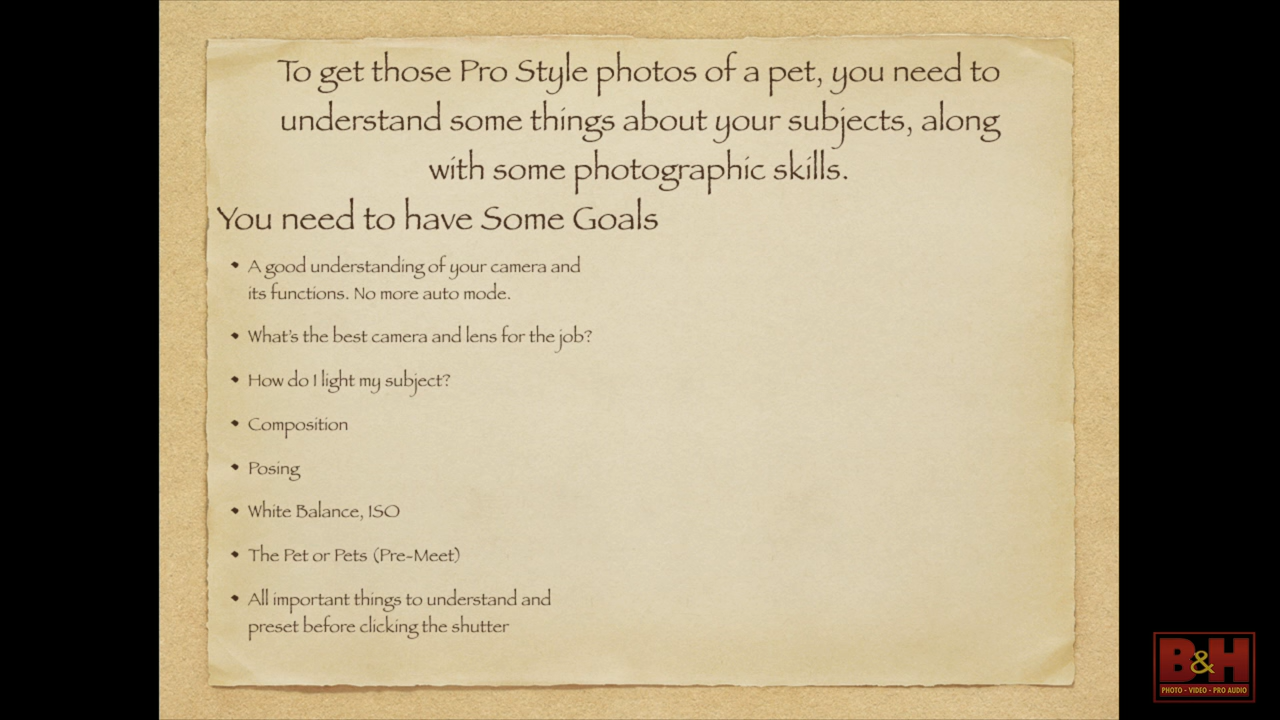 To get those Pro Style photos of a pet, you need to
understand some things about your subjects, along
with some photographic skills.
You need to have Some Goals
• A good understanding of your camera and
its functions. No more auto mode.
• What's the best camera and lens for the job?
• How do I light my subject?
• Composition
• Posing
• White Balance, ISO
• The Pet or Pets (Pre-Meet)
• All important things to understand and
preset before clicking the shutter
B&H
PHOTO - VIDEO - PRO AUDIO